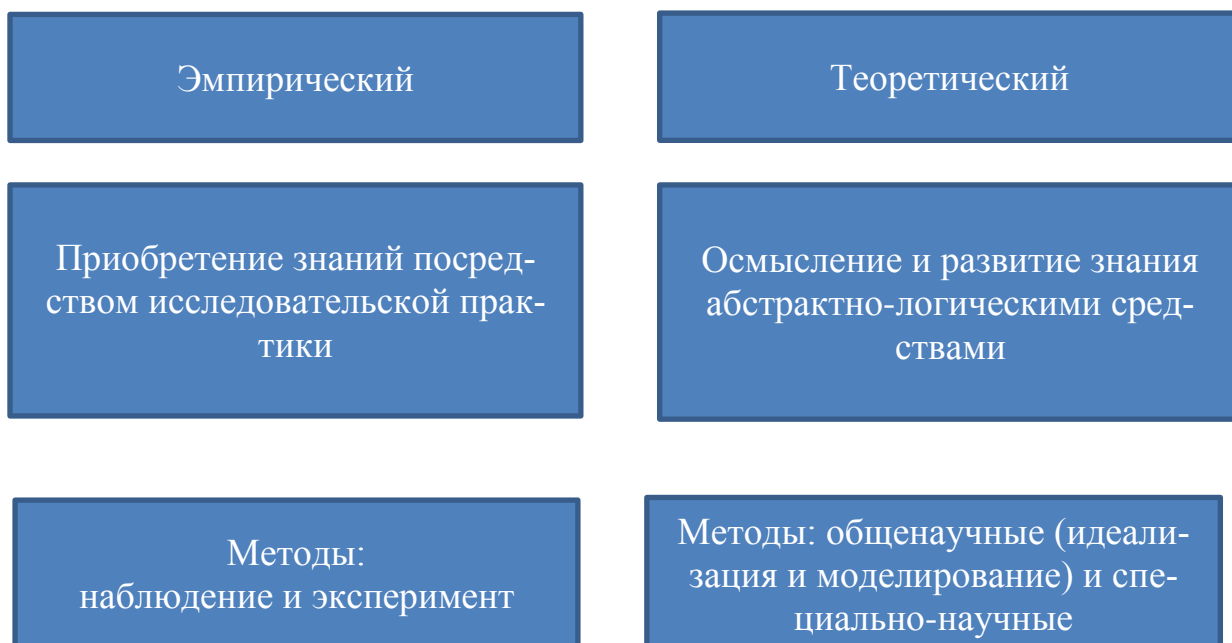 Эмпирический
Теоретический
Приобретение знаний посред-
ством исследовательской прак-
тики
Осмысление и развитие знания
абстрактно-логическими сред-
ствами
Методы:
наблюдение и эксперимент
Методы: общенаучные (идеали-
зация и моделирование) и спе-
циально-научные